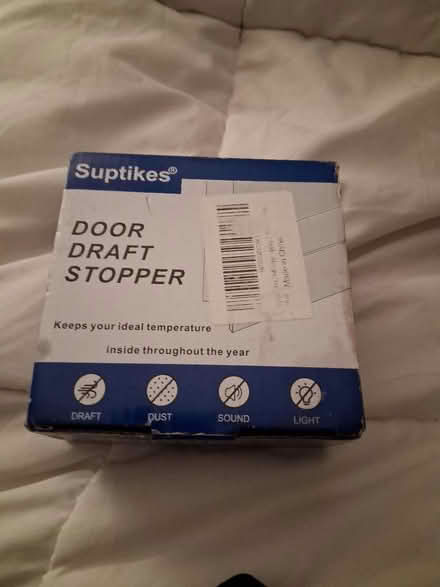 Suptikes®
DOOR
DRAFT
STOPPER
Made in China
Keeps your ideal temperature
inside throughout the year
DRAFT
DUST
SOUND
LIGHT